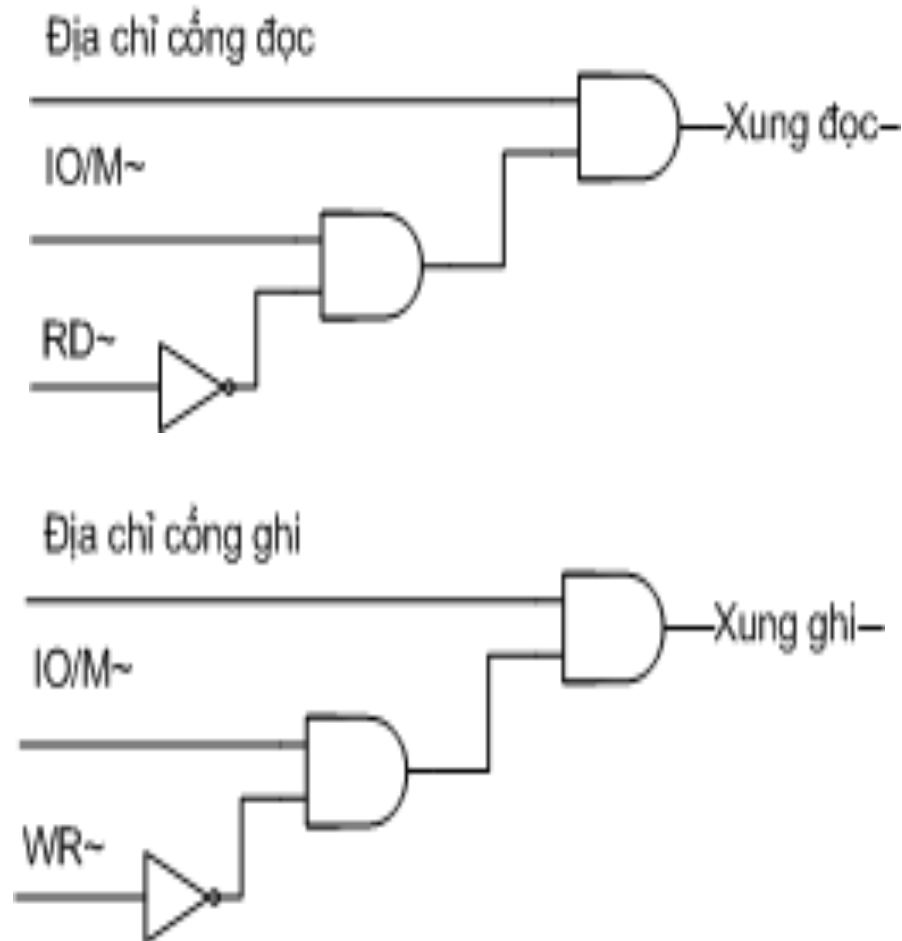 Địa chỉ cổng đọc
Xung đọc
IO/M~
RD~
Địa chỉ cổng ghi
Xung ghi
IO/M~
WR~